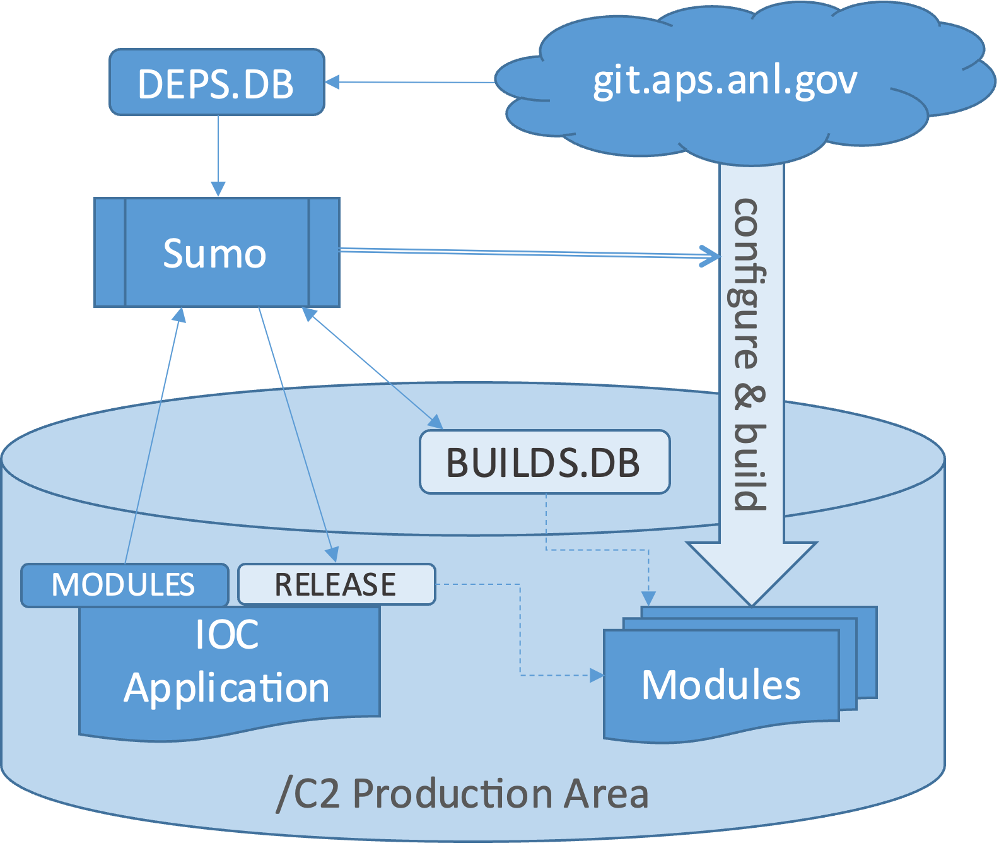 DEPS.DB
git.aps.anl.gov
Sumo
configure & build
BUILDS.DB
MODULES
RELEASE
IOC
Application
Modules
/C2 Production Area